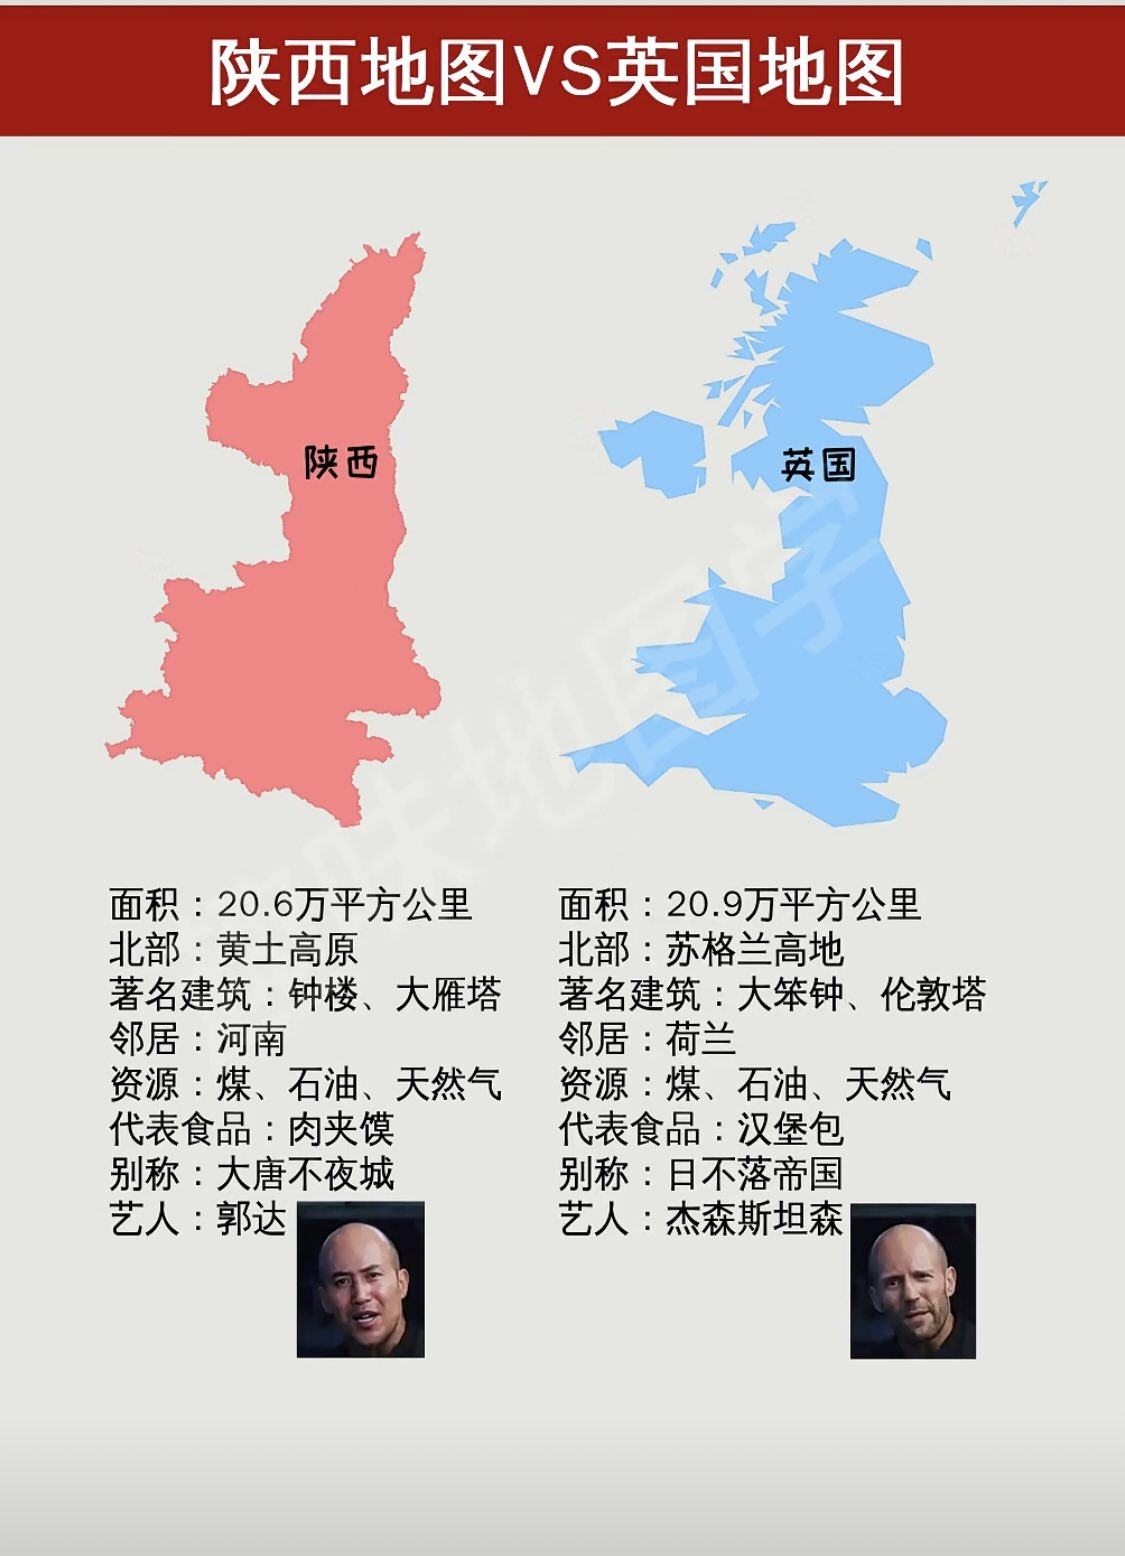 陕西地图VS英国地图
陕西
英国
趣味地图学
面积：20.6万平方公里
北部：黄土高原
著名建筑：钟楼、大雁塔
邻居：河南
资源：煤、石油、天然气
代表食品：肉夹馍
别称：大唐不夜城
艺人：郭达
面积：20.9万平方公里
北部：苏格兰高地
著名建筑：大笨钟、伦敦塔
邻居：荷兰
资源：煤、石油、天然气
代表食品：汉堡包
别称：日不落帝国
艺人：杰森斯坦森